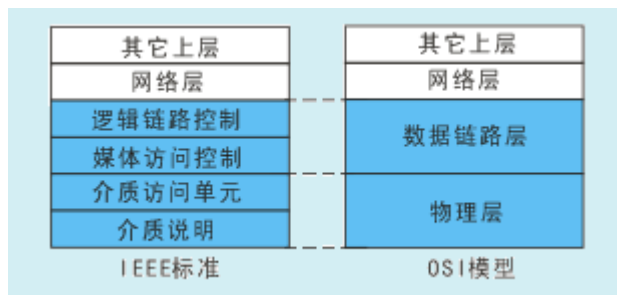 其它上层
网络层
逻辑链路控制
媒体访问控制
介质访问单元
介质说明
IEEE标准
其它上层
网络层
数据链路层
物理层
OSI模型